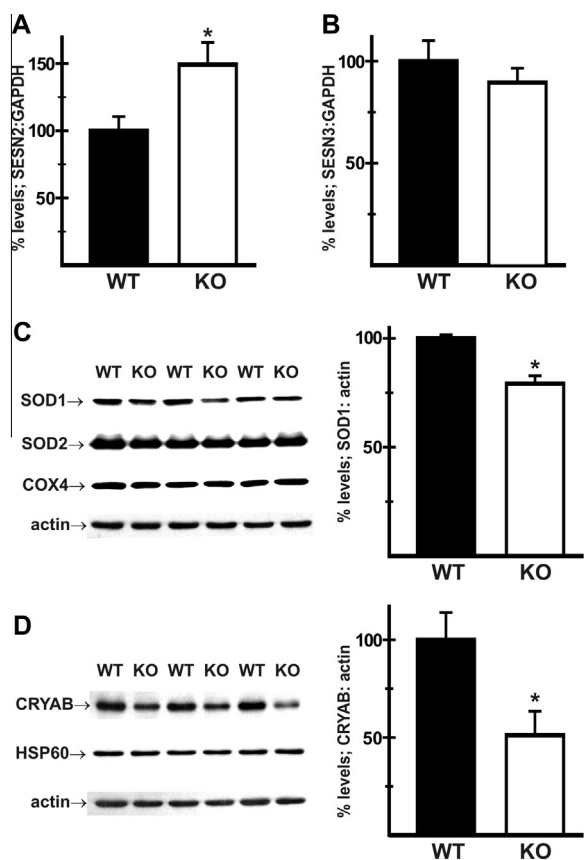 A
% levels; SESN2:GAPDH
150
100
50
*
WT KO
B
% levels; SESN3:GAPDH
100
50
WT KO
C
WT KO WT KO WT KO
SOD1→
SOD2→
COX4→
actin→
% levels; SOD1: actin
100
50
*
WT KO
D
WT KO WT KO WT KO
CRYAB→
HSP60→
actin→
% levels; CRYAB: actin
100
50
*
WT KO